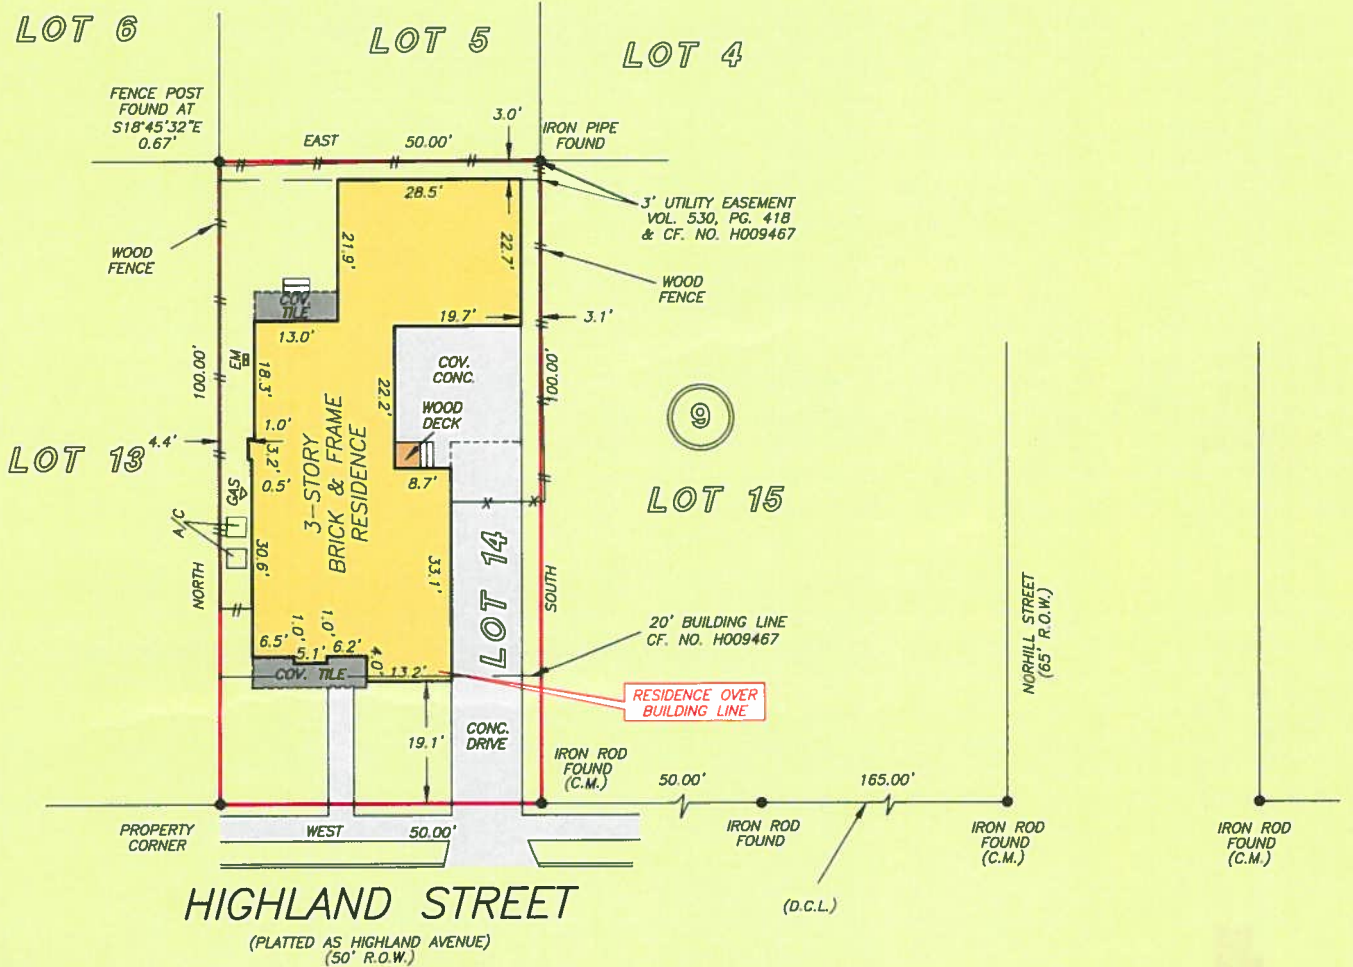 LOT 6
LOT 5
LOT 4
FENCE POST
FOUND AT
S18°45'32"E
0.67'
EAST
50.00'
3.0'
IRON PIPE
FOUND
28.5'
3' UTILITY EASEMENT
VOL. 530, PG. 418
& CF. NO. H009467
WOOD
FENCE
21.9'
22.7'
WOOD
FENCE
COV.
TILE
13.0'
19.7'
3.1'
100.00'
EM
18.3'
COV.
CONC.
100.00'
22.2'
WOOD
DECK
9
LOT 13
4.4'
1.0'
3.2'
0.5'
8.7'
3-STORY
BRICK & FRAME
RESIDENCE
LOT 15
GAS
A/C
30.6'
33.1'
LOT 14
NORTH
SOUTH
NORHILL STREET
(65' R.O.W.)
6.5'
1.0'
5.1'
1.0'
6.2'
4.0'
13.2'
COV. TILE
20' BUILDING LINE
CF. NO. H009467
RESIDENCE OVER
BUILDING LINE
19.1'
CONC.
DRIVE
IRON ROD
FOUND
(C.M.)
50.00'
165.00'
PROPERTY
CORNER
WEST
50.00'
IRON ROD
FOUND
IRON ROD
FOUND
(C.M.)
IRON ROD
FOUND
(C.M.)
(D.C.L.)
HIGHLAND STREET
(PLATTED AS HIGHLAND AVENUE)
(50' R.O.W.)